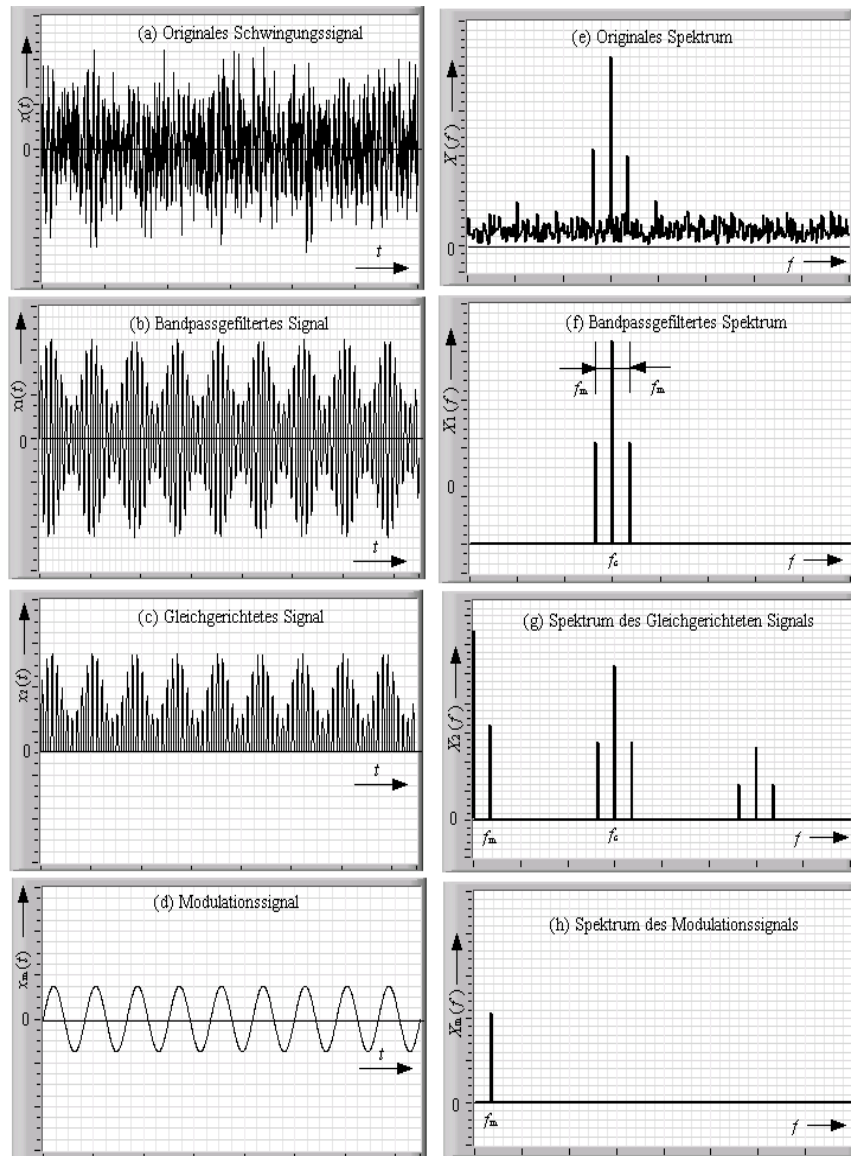 (a) Originales Schwingungssignal
x(t)
0
t
(e) Originales Spektrum
X(f)
0
f
(b) Bandpassgefiltertes Signal
x1(t)
0
t
(f) Bandpassgefiltertes Spektrum
fm
fm
X1(f)
0
fc
f
(c) Gleichgerichtetes Signal
x2(t)
0
t
(g) Spektrum des Gleichgerichteten Signals
X2(f)
0
fm
fc
f
(d) Modulationssignal
xm(t)
0
t
(h) Spektrum des Modulationssignals
Xm(f)
0
fm
f